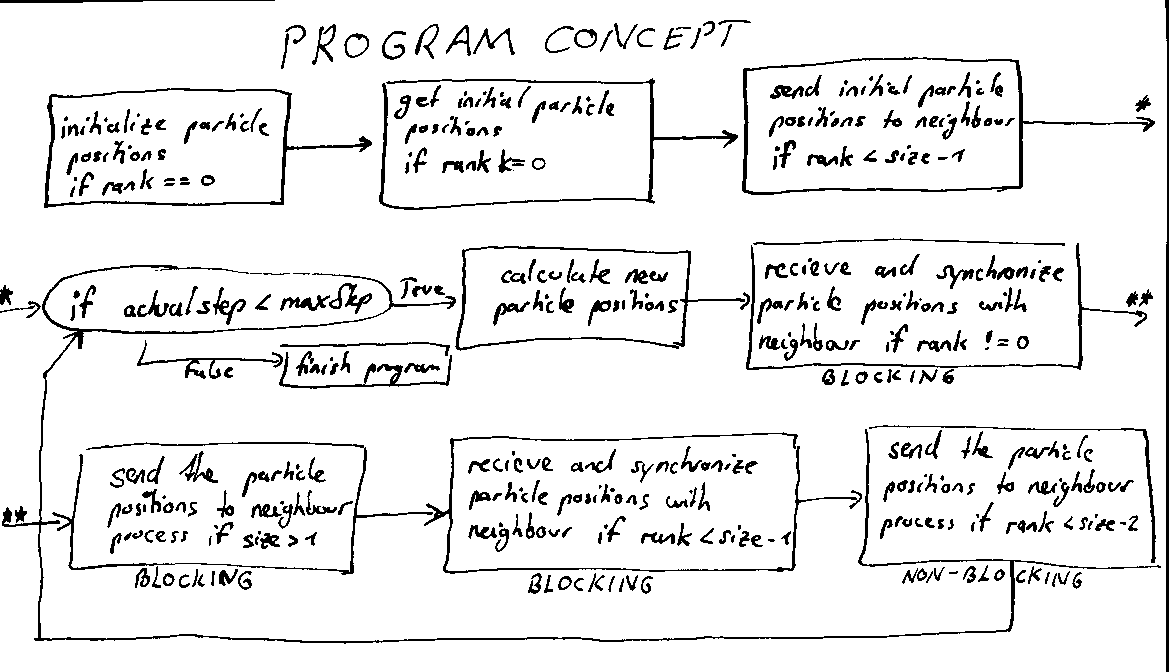 PROGRAM CONCEPT
initialize particle
positions
if rank == 0
get initial particle
positions
if rank != 0
send initial particle
positions to neighbour
if rank < size-1
*
*
if actualstep < maxStep
True
False
finish program
calculate new
particle positions
recieve and synchronize
particle positions with
neighbour if rank != 0
BLOCKING
**
**
send the particle
positions to neighbour
process if size > 1
BLOCKING
recieve and synchronize
particle positions with
neighbour if rank < size-1
BLOCKING
send the particle
positions to neighbour
process if rank < size-2
NON-BLOCKING